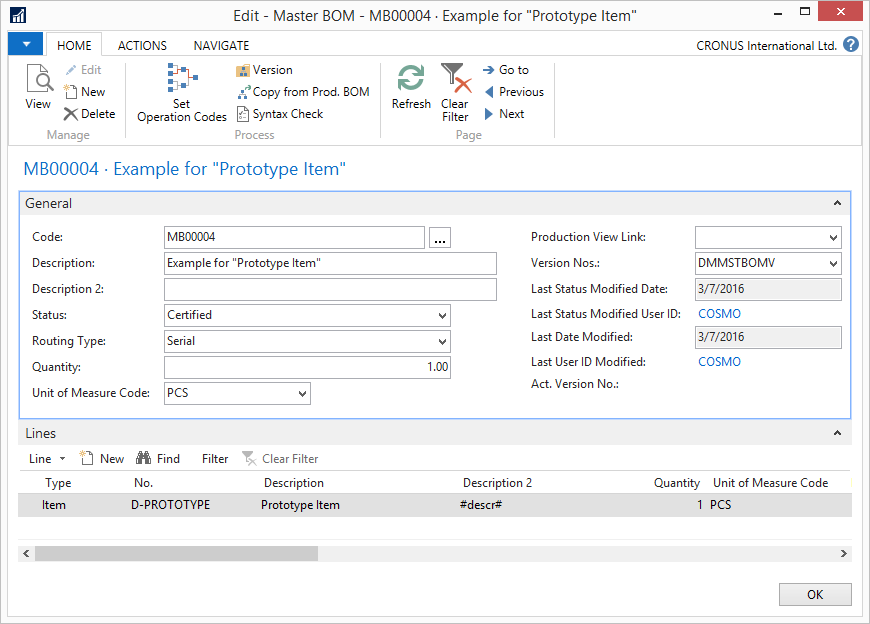 Edit - Master BOM - MB00004 · Example for "Prototype Item"
HOME ACTIONS NAVIGATE CRONUS International Ltd. ?
View
Edit
New
Delete
Manage
Set
Operation Codes
Version
Copy from Prod. BOM
Syntax Check
Process
Refresh
Clear
Filter
Go to
Previous
Next
Page
MB00004 · Example for "Prototype Item"
General
Code: MB00004 ...
Description: Example for "Prototype Item"
Description 2:
Status: Certified
Routing Type: Serial
Quantity: 1.00
Unit of Measure Code: PCS
Production View Link:
Version Nos.: DMMSTBOMV
Last Status Modified Date: 3/7/2016
Last Status Modified User ID: COSMO
Last Date Modified: 3/7/2016
Last User ID Modified: COSMO
Act. Version No.:
Lines
Line New Find Filter Clear Filter
Type No. Description Description 2 Quantity Unit of Measure Code
Item D-PROTOTYPE Prototype Item #descr# 1 PCS
OK